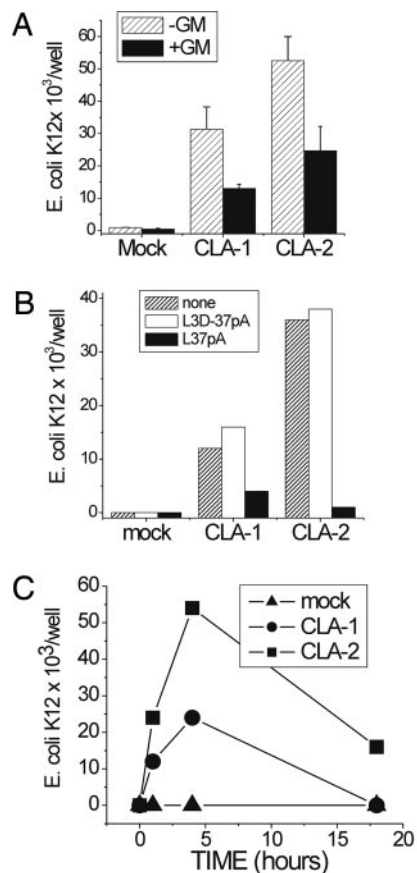 A
-GM
+GM
E. coli K12x 10³/well
60
50
40
30
20
10
0
Mock CLA-1 CLA-2
B
none
L3D-37pA
L37pA
E. coli K12 x 10³/well
40
20
0
mock CLA-1 CLA-2
C
mock
CLA-1
CLA-2
E. coli K12 x 10³/well
60
50
40
30
20
10
0
0 5 10 15 20
TIME (hours)